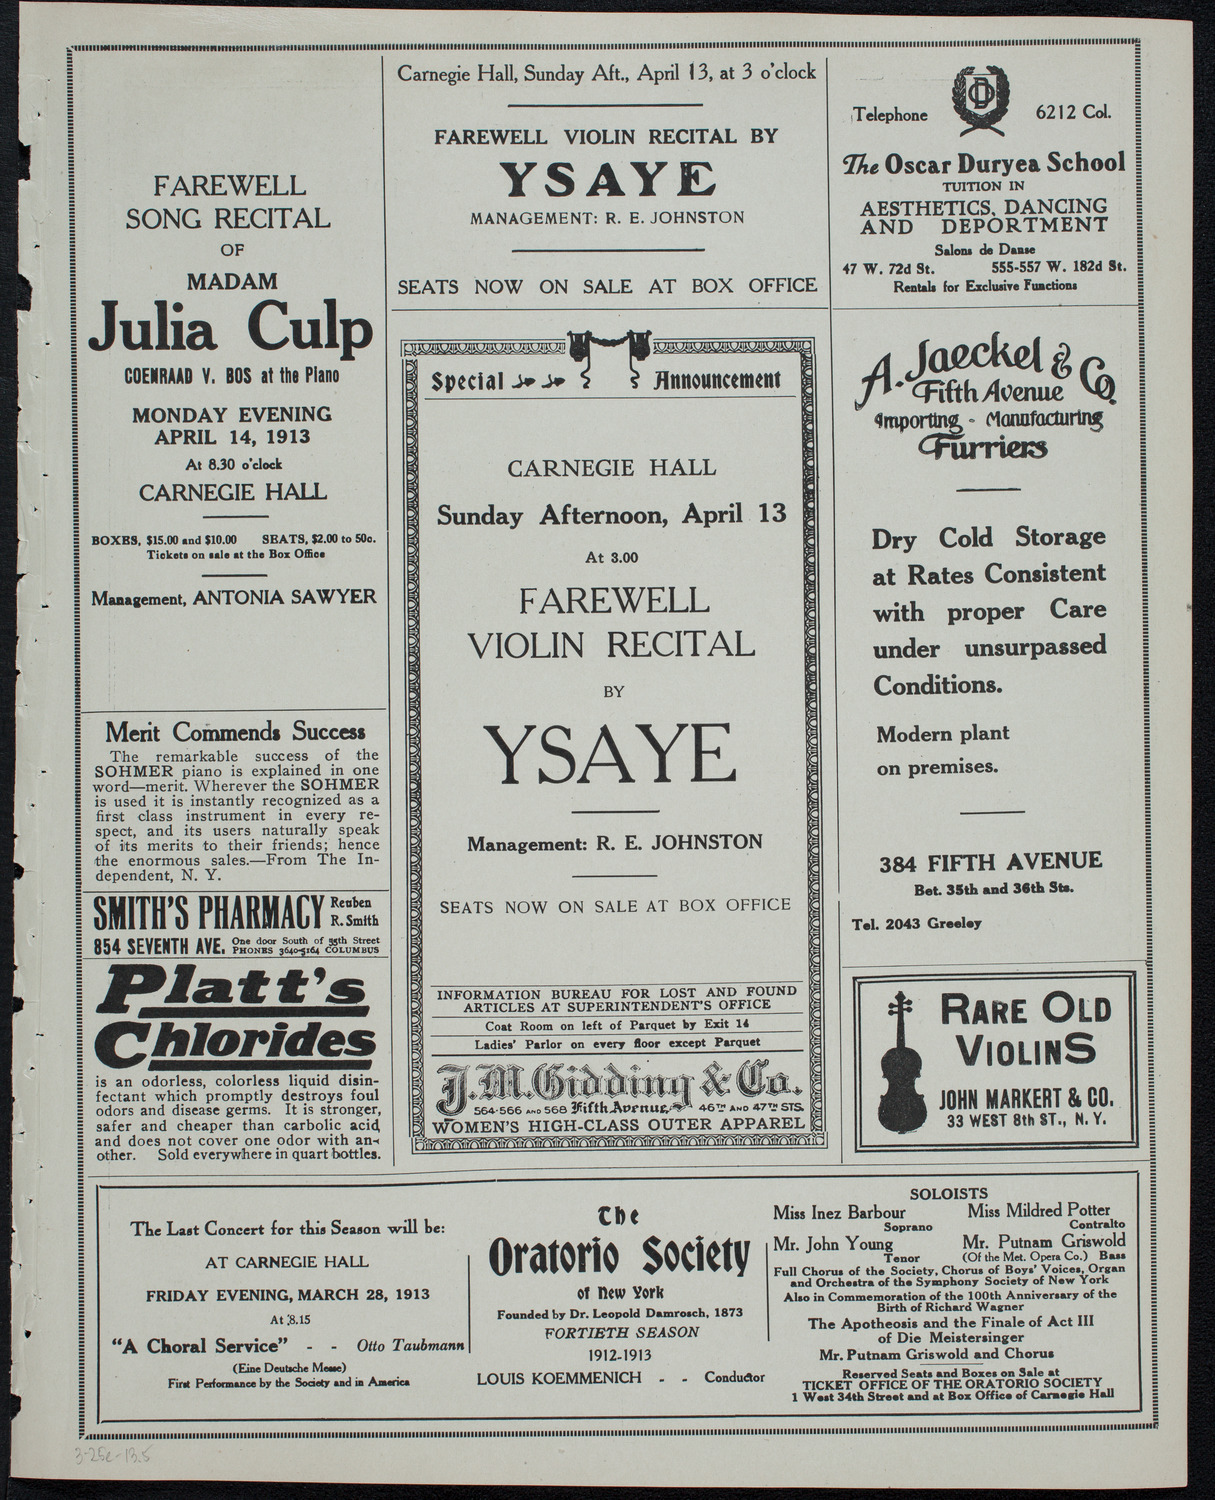 FAREWELL
SONG RECITAL
OF
MADAM
Julia Culp
COENRAAD V. BOS at the Piano
MONDAY EVENING
APRIL 14, 1913
At 8.30 o'clock
CARNEGIE HALL
BOXES, $15.00 and $10.00 SEATS, $2.00 to 50c.
Tickets on sale at the Box Office
Management, ANTONIA SAWYER
Merit Commends Success
The remarkable success of the
SOHMER piano is explained in one
word—merit. Wherever the SOHMER
is used it is instantly recognized as a
first class instrument in every re-
spect, and its users naturally speak
of its merits to their friends; hence
the enormous sales.—From The In-
dependent, N. Y.
SMITH'S PHARMACY Reuben
R. Smith
854 SEVENTH AVE. One door South of 55th Street
PHONES 3640-5164 COLUMBUS
Platt's
Chlorides
is an odorless, colorless liquid disin-
fectant which promptly destroys foul
odors and disease germs. It is stronger,
safer and cheaper than carbolic acid
and does not cover one odor with an-
other. Sold everywhere in quart bottles.
Carnegie Hall, Sunday Aft., April 13, at 3 o'clock
FAREWELL VIOLIN RECITAL BY
YSAYE
MANAGEMENT: R. E. JOHNSTON
SEATS NOW ON SALE AT BOX OFFICE
Special Announcement
CARNEGIE HALL
Sunday Afternoon, April 13
At 3.00
FAREWELL
VIOLIN RECITAL
BY
YSAYE
Management: R. E. JOHNSTON
SEATS NOW ON SALE AT BOX OFFICE
INFORMATION BUREAU FOR LOST AND FOUND
ARTICLES AT SUPERINTENDENT'S OFFICE
Coat Room on left of Parquet by Exit 14
Ladies' Parlor on every floor except Parquet
J. M. Gidding & Co.
564-566 AND 568 Fifth Avenue, 46TH AND 47TH STS.
WOMEN'S HIGH-CLASS OUTER APPAREL
OD
Telephone 6212 Col.
The Oscar Duryea School
TUITION IN
AESTHETICS, DANCING
AND DEPORTMENT
Salons de Danse
47 W. 72d St. 555-557 W. 182d St.
Rentals for Exclusive Functions
A. Jaeckel & Co.
Fifth Avenue
Importing - Manufacturing
Furriers
Dry Cold Storage
at Rates Consistent
with proper Care
under unsurpassed
Conditions.
Modern plant
on premises.
384 FIFTH AVENUE
Bet. 35th and 36th Sts.
Tel. 2043 Greeley
RARE OLD
VIOLINS
JOHN MARKERT & CO.
33 WEST 8th ST., N. Y.
The Last Concert for this Season will be:
AT CARNEGIE HALL
FRIDAY EVENING, MARCH 28, 1913
At 8.15
"A Choral Service" - - Otto Taubmann
(Eine Deutsche Messe)
First Performance by the Society and in America
The
Oratorio Society
of New York
Founded by Dr. Leopold Damrosch, 1873
FORTIETH SEASON
1912-1913
LOUIS KOEMMENICH - - Conductor
SOLOISTS
Miss Inez Barbour Miss Mildred Potter
Soprano Contralto
Mr. John Young Mr. Putnam Griswold
Tenor (Of the Met. Opera Co.) Bass
Full Chorus of the Society, Chorus of Boys' Voices, Organ
and Orchestra of the Symphony Society of New York
Also in Commemoration of the 100th Anniversary of the
Birth of Richard Wagner
The Apotheosis and the Finale of Act III
of Die Meistersinger
Mr. Putnam Griswold and Chorus
Reserved Seats and Boxes on Sale at
TICKET OFFICE OF THE ORATORIO SOCIETY
1 West 34th Street and at Box Office of Carnegie Hall